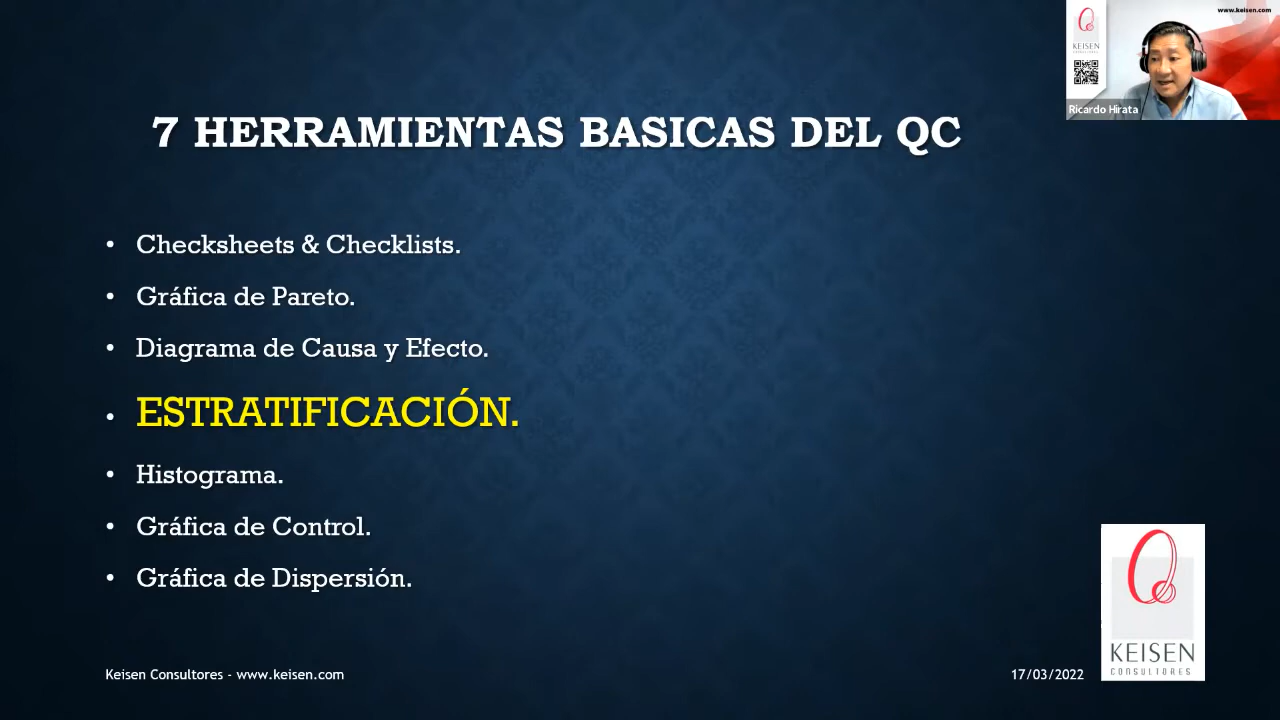 www.keisen.com
KEISEN
Ricardo Hirata
7 HERRAMIENTAS BASICAS DEL QC
• Checksheets & Checklists.
• Gráfica de Pareto.
• Diagrama de Causa y Efecto.
• ESTRATIFICACIÓN.
• Histograma.
• Gráfica de Control.
• Gráfica de Dispersión.
KEISEN
CONSULTORES
Keisen Consultores - www.keisen.com
17/03/2022